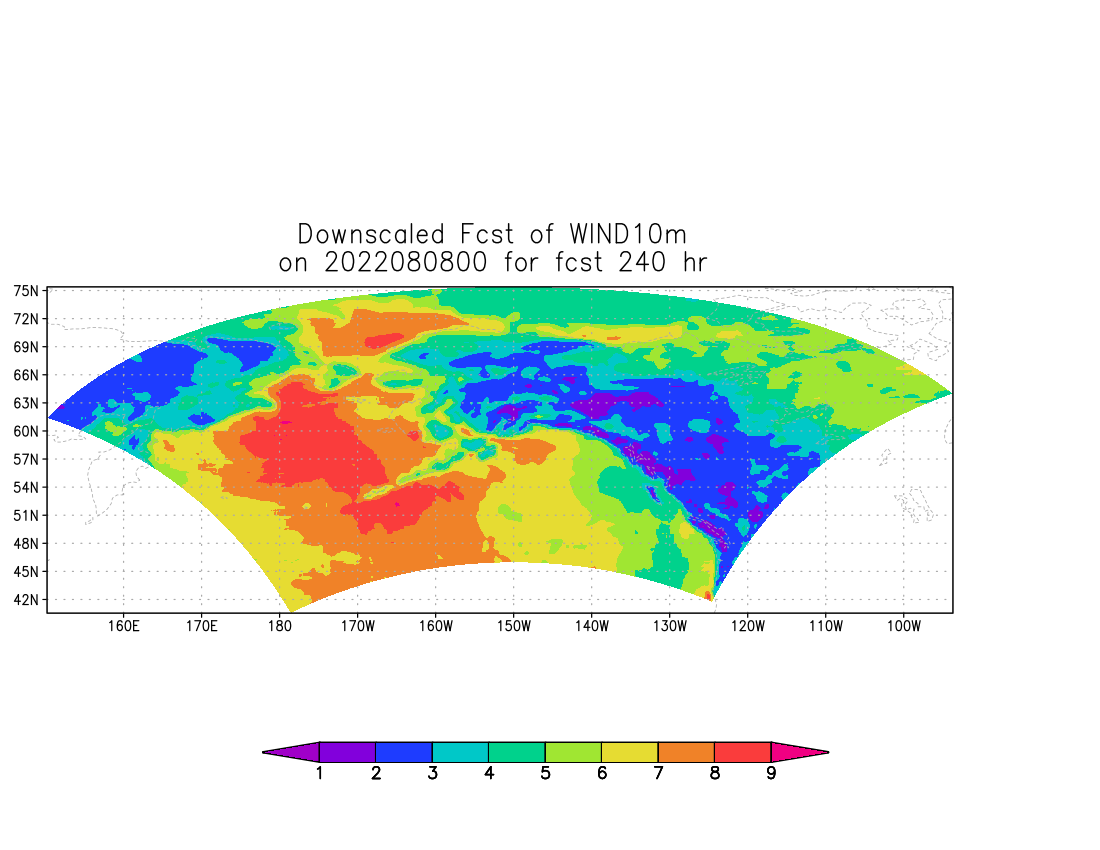 Downscaled Fcst of WIND10m
on 2022080800 for fcst 240 hr
75N
72N
69N
66N
63N
60N
57N
54N
51N
48N
45N
42N
160E 170E 180 170W 160W 150W 140W 130W 120W 110W 100W
1 2 3 4 5 6 7 8 9